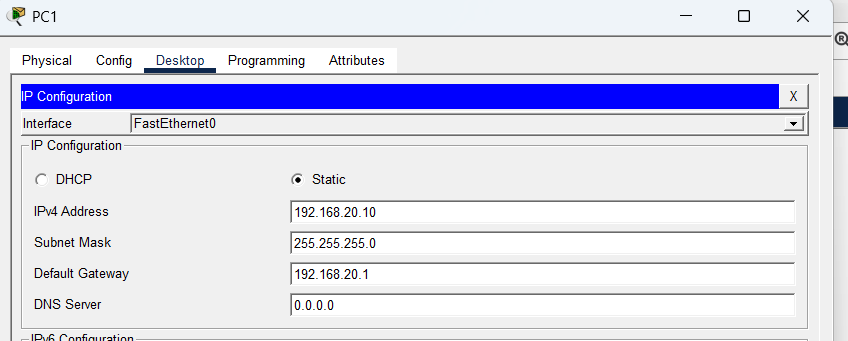 PC1
Physical Config Desktop Programming Attributes
IP Configuration X
Interface FastEthernet0
IP Configuration
DHCP Static
IPv4 Address 192.168.20.10
Subnet Mask 255.255.255.0
Default Gateway 192.168.20.1
DNS Server 0.0.0.0
IPv6 Configuration